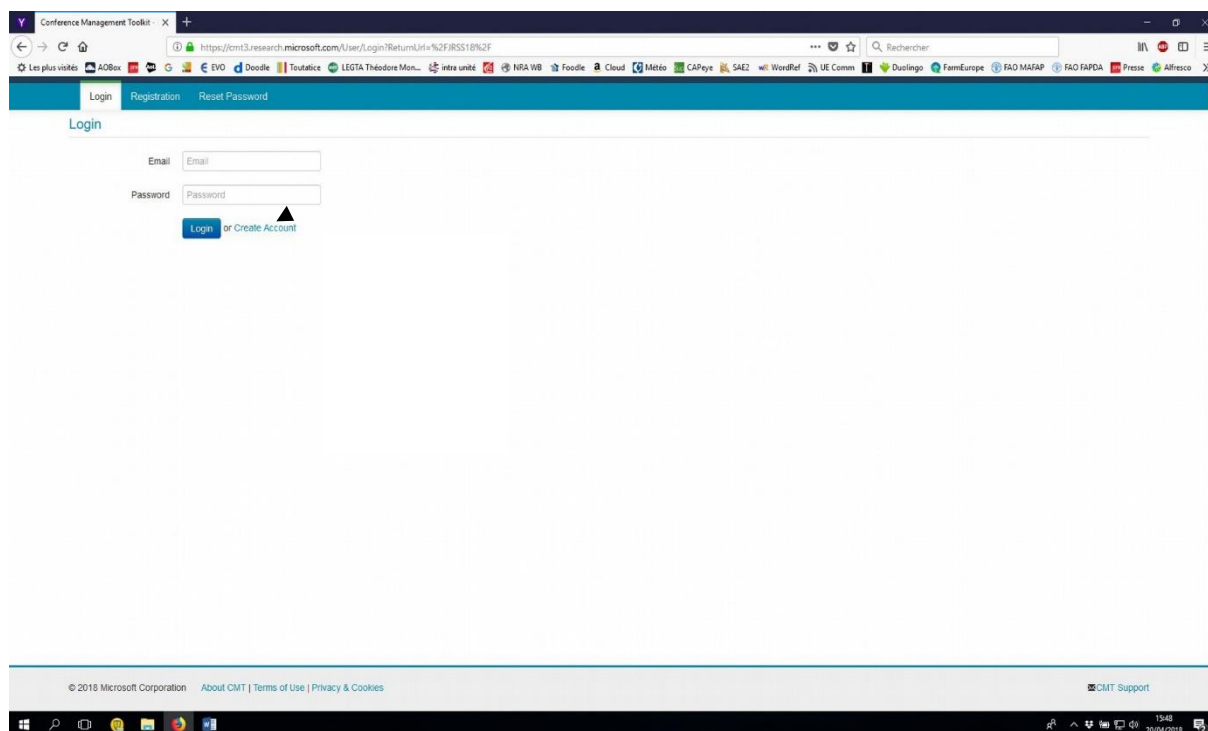 Conference Management Toolkit -
https://cmt3.research.microsoft.com/User/Login?ReturnUrl=%2FJRSS18%2F
Rechercher
Les plus visités AOBox G EVO Doodle Toutatice LEGTA Théodore Mon... intra unité NRA WB Foodle Cloud Météo CAPeye SAE2 WordRef UE Comm Duolingo FarmEurope FAO MAFAP FAO FAPDA Presse Alfresco
Login Registration Reset Password
Login
Email Email
Password Password
Login or Create Account
© 2018 Microsoft Corporation About CMT | Terms of Use | Privacy & Cookies CMT Support
15:48
20/04/2018